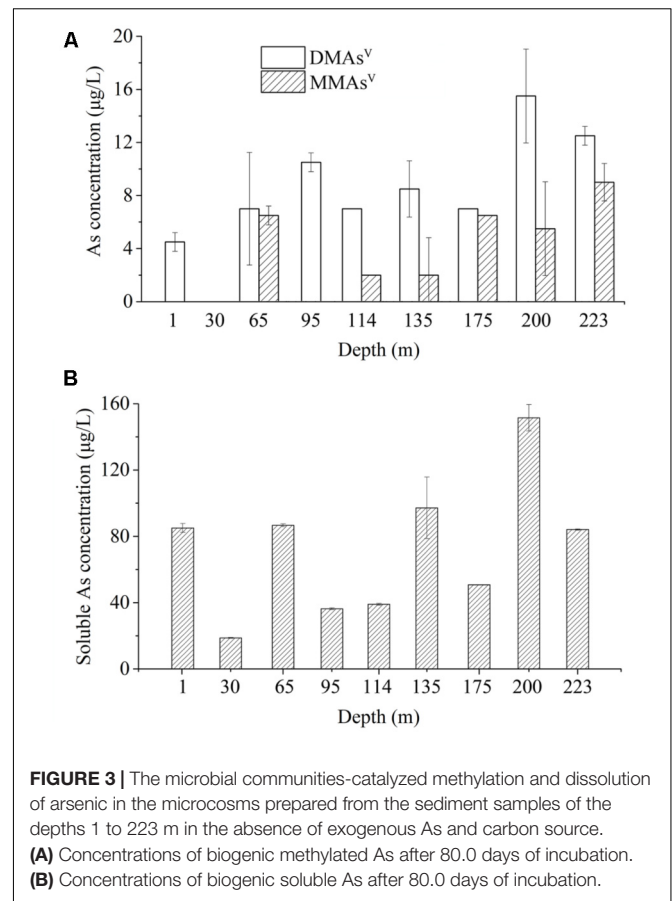 A
As concentration (µg/L)
20
16
12
8
4
0
DMAsⱽ
MMAsⱽ
1 30 65 95 114 135 175 200 223
Depth (m)
B
Soluble As concentration (µg/L)
160
120
80
40
0
1 30 65 95 114 135 175 200 223
Depth (m)
FIGURE 3 | The microbial communities-catalyzed methylation and dissolution
of arsenic in the microcosms prepared from the sediment samples of the
depths 1 to 223 m in the absence of exogenous As and carbon source.
(A) Concentrations of biogenic methylated As after 80.0 days of incubation.
(B) Concentrations of biogenic soluble As after 80.0 days of incubation.